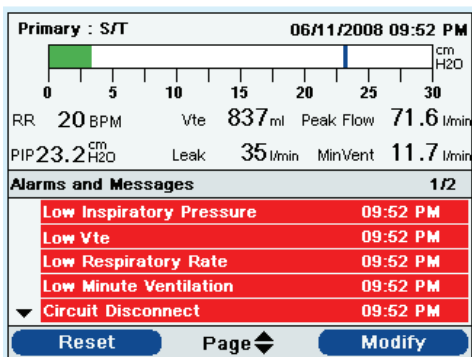 Primary : S/T 06/11/2008 09:52 PM
cm H2O
0 5 10 15 20 25 30
RR 20 BPM Vte 837 ml Peak Flow 71.6 l/min
PIP 23.2 cm H2O Leak 35 l/min MinVent 11.7 l/min
Alarms and Messages 1/2
Low Inspiratory Pressure 09:52 PM
Low Vte 09:52 PM
Low Respiratory Rate 09:52 PM
Low Minute Ventilation 09:52 PM
Circuit Disconnect 09:52 PM
Reset Page Modify